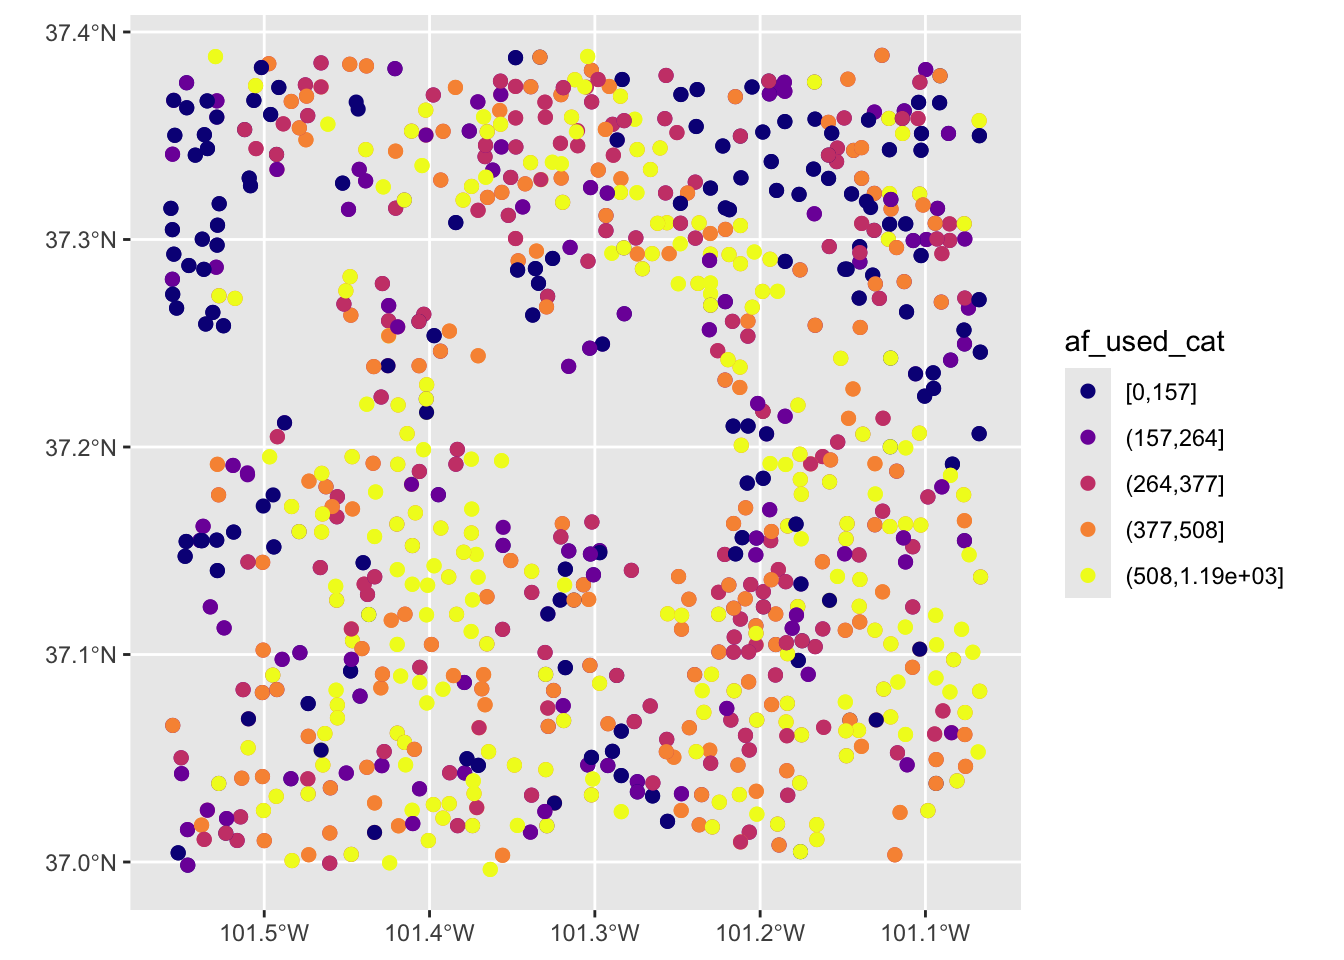 37.4°N
37.3°N
37.2°N
37.1°N
37.0°N
101.5°W
101.4°W
101.3°W
101.2°W
101.1°W
af_used_cat
[0,157]
(157,264]
(264,377]
(377,508]
(508,1.19e+03]